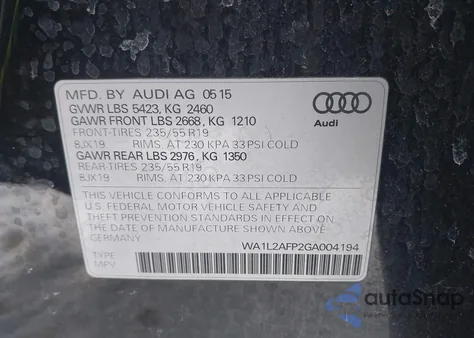 MFD. BY AUDI AG 05 15
GVWR LBS 5423, KG 2460
GAWR FRONT LBS 2668, KG 1210
FRONT-TIRES 235/55 R19
8JX19 RIMS, AT 230 KPA 33 PSI COLD
GAWR REAR LBS 2976, KG 1350
REAR-TIRES 235/55 R19
8JX19 RIMS, AT 230 KPA 33 PSI COLD
Audi
THIS VEHICLE CONFORMS TO ALL APPLICABLE
U.S. FEDERAL MOTOR VEHICLE SAFETY, BUMPER AND
THEFT PREVENTION STANDARDS IN EFFECT ON THE
DATE OF MANUFACTURE SHOWN ABOVE
GERMANY
WA1L2AFP2GA004194
TYPE:
MPV
autoSnap